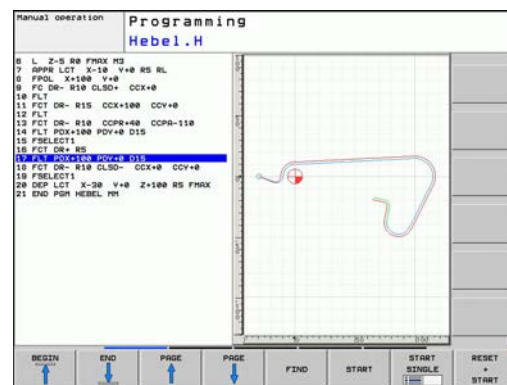 Manual operation
Programming
Hebel.H
6 L Z-5 R0 FMAX M3
7 APPR LCT X-10 Y+0 R5 RL
8 FPOL X+100 Y+0
9 FC DR- R10 CLSD+ CCX+0
10 FLT
11 FCT DR- R15 CCX+100 CCY+0
12 FLT
13 FCT DR- R10 CCPR+40 CCPA-110
14 FLT PDX+100 PDY+0 D15
15 FSELECT1
16 FCT DR+ R5
17 FLT PDX+100 PDY+0 D15
18 FCT DR- R10 CLSD- CCX+0 CCY+0
19 FSELECT1
20 DEP LCT X-30 Y+0 Z+100 R5 FMAX
21 END PGM HEBEL MM
BEGIN
END
PAGE
PAGE
FIND
START
START SINGLE
RESET + START